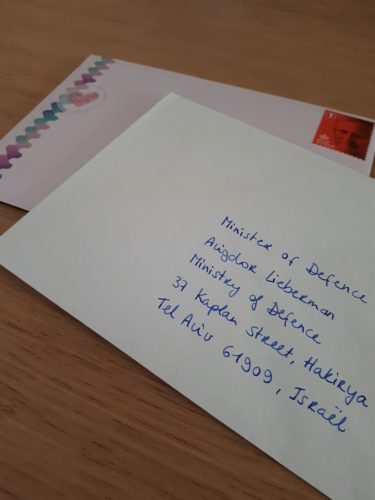 Minister of Defence
Avigdor Lieberman
Ministry of Defence
37 Kaplan Street, Hakirya
Tel Aviv 61909, Israël